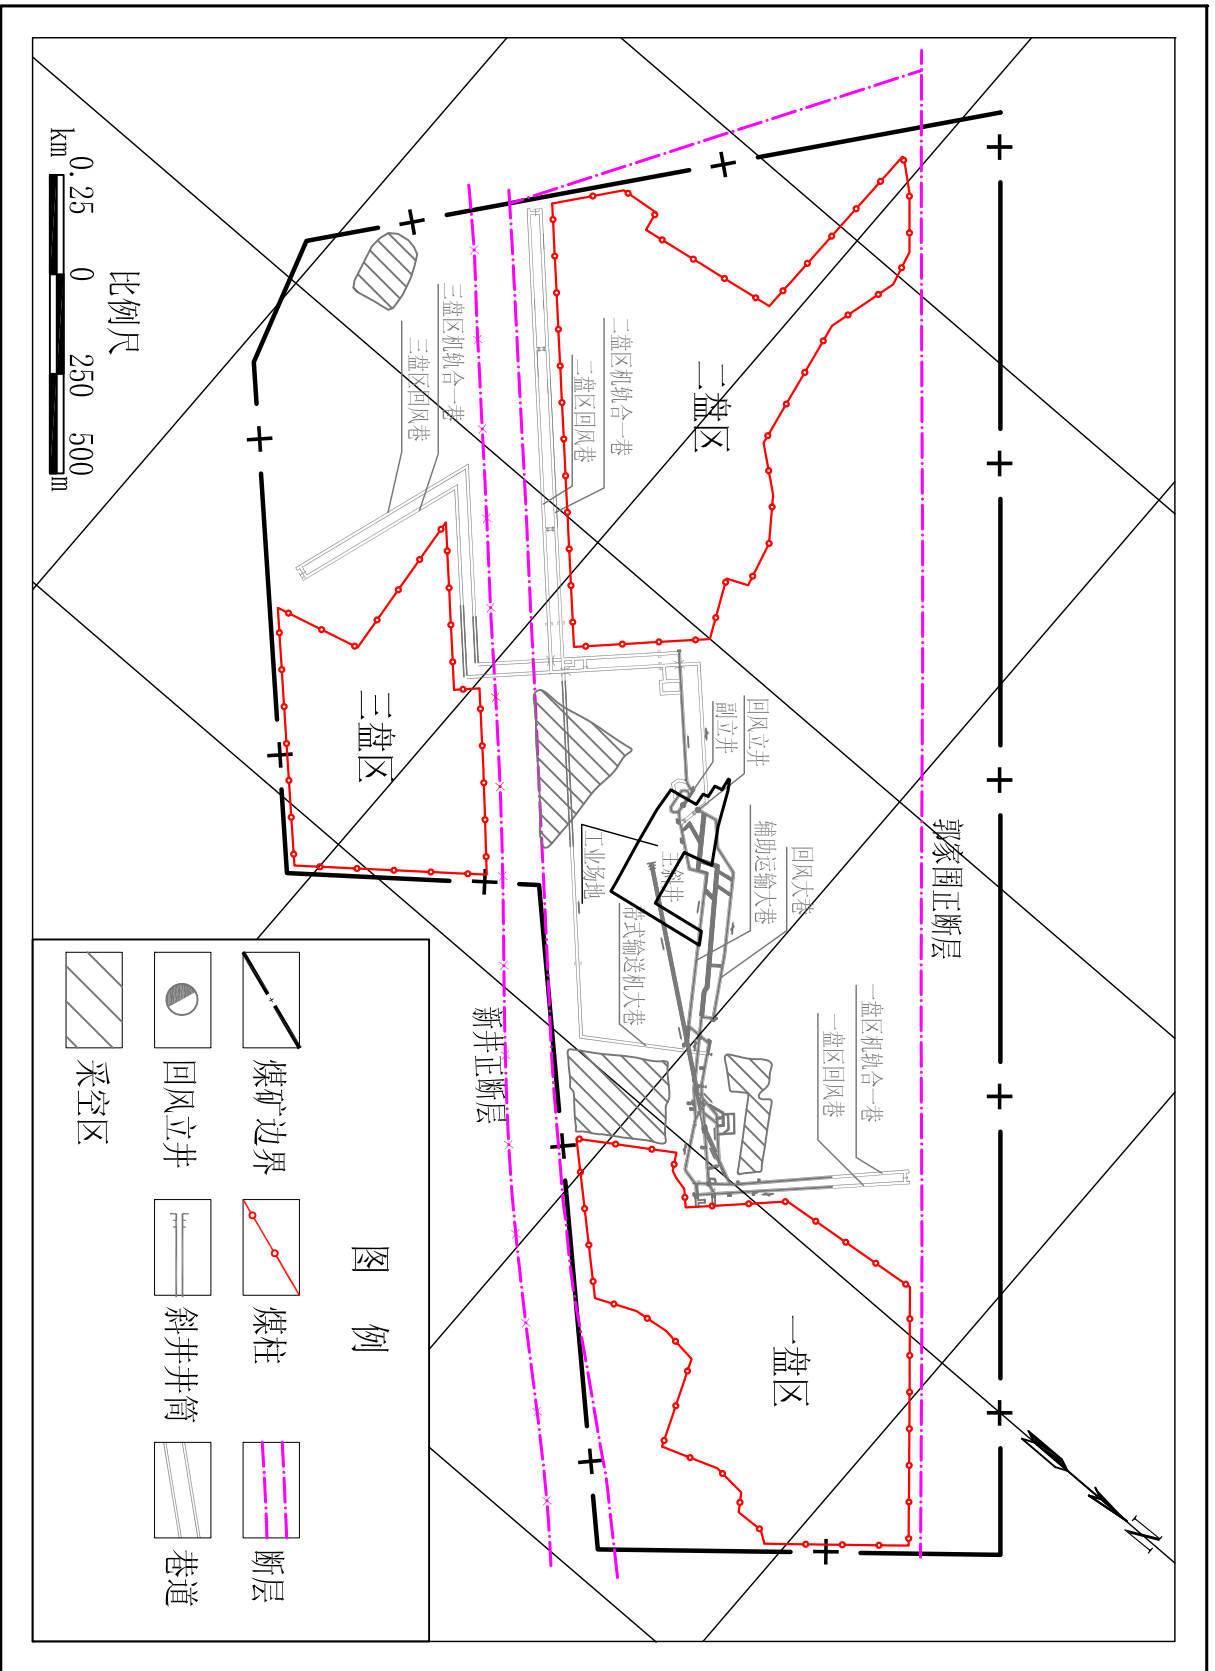 郭家围正断层
二盘区
二盘区机轨合一巷
二盘区回风巷
三盘区机轨合一巷
三盘区回风巷
三盘区
回风立井
副立井
辅助运输大巷
回风大巷
主斜井
工业场地
带式输送机大巷
一盘区机轨合一巷
一盘区回风巷
一盘区
新井正断层
N
比例尺
km 0.25 0 250 500m
图 例
煤矿边界
煤柱
断层
回风立井
斜井井筒
巷道
采空区